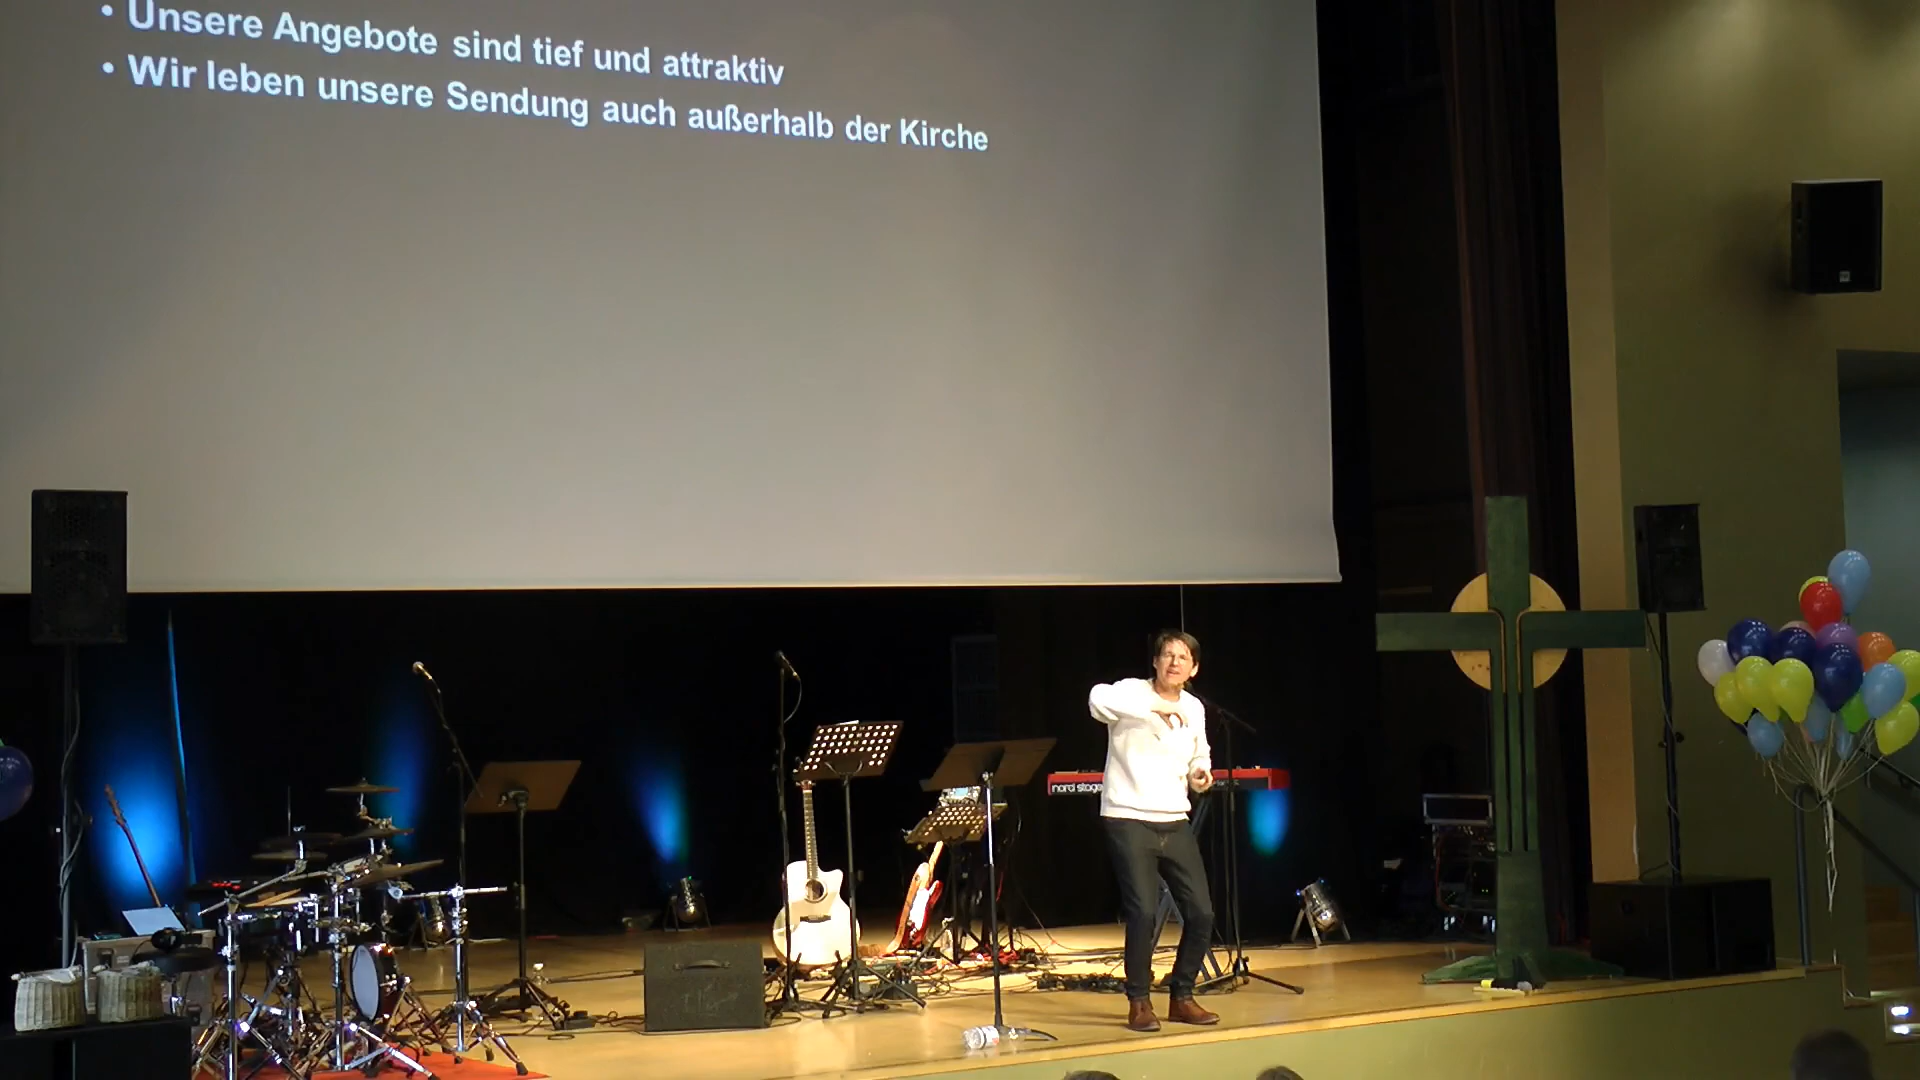 • Unsere Angebote sind tief und attraktiv
• Wir leben unsere Sendung auch außerhalb der Kirche
nord stage